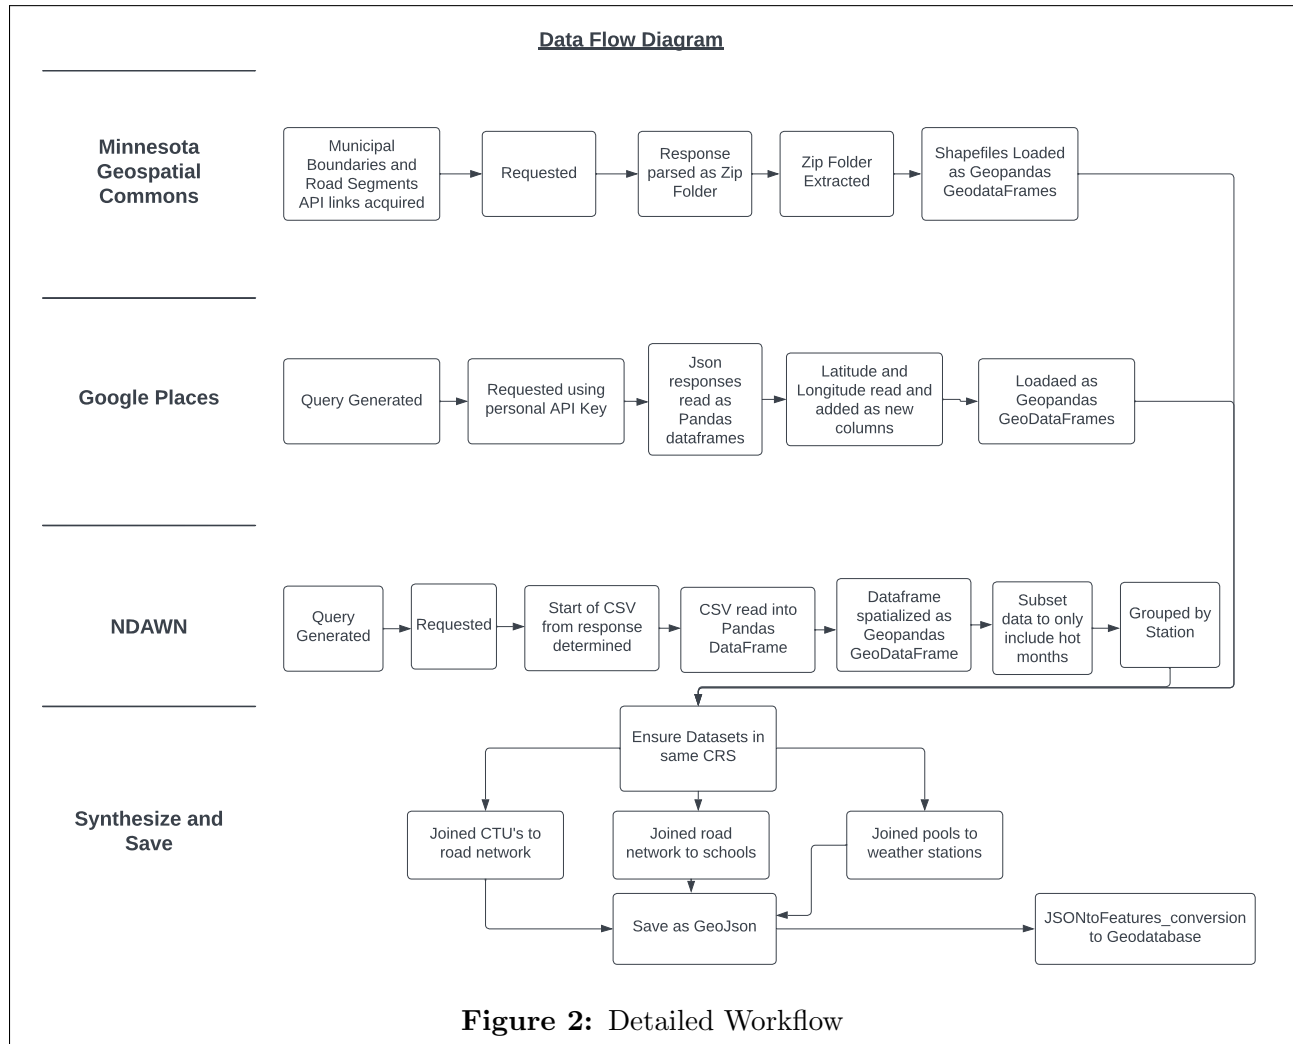 Data Flow Diagram
Minnesota
Geospatial
Commons
Municipal
Boundaries and
Road Segments
API links acquired
Requested
Response
parsed as Zip
Folder
Zip Folder
Extracted
Shapefiles Loaded
as Geopandas
GeodataFrames
Google Places
Query Generated
Requested using
personal API Key
Json
responses
read as
Pandas
dataframes
Latitude and
Longitude read and
added as new
columns
Loadaed as
Geopandas
GeoDataFrames
NDAWN
Query
Generated
Requested
Start of CSV
from response
determined
CSV read into
Pandas
DataFrame
Dataframe
spatialized as
Geopandas
GeoDataFrame
Subset
data to only
include hot
months
Grouped by
Station
Synthesize and
Save
Ensure Datasets in
same CRS
Joined CTU's to
road network
Joined road
network to schools
Joined pools to
weather stations
Save as GeoJson
JSONtoFeatures_conversion
to Geodatabase
Figure 2: Detailed Workflow